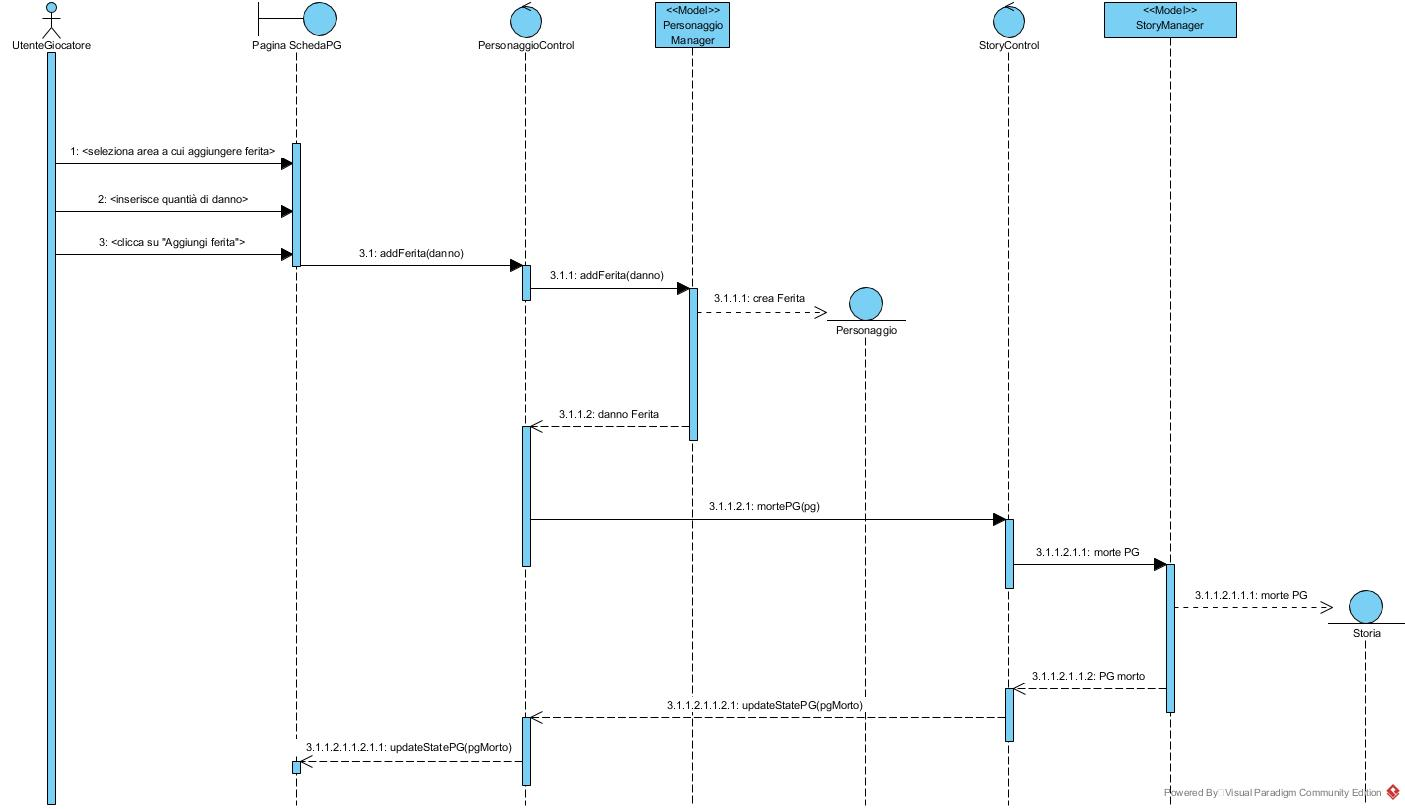 <<Model>>
Personaggio
Manager
<<Model>>
StoryManager
UtenteGiocatore
Pagina SchedaPG
PersonaggioControl
StoryControl
1: <seleziona area a cui aggiungere ferita>
2: <inserisce quantià di danno>
3: <clicca su "Aggiungi ferita">
3.1: addFerita(danno)
3.1.1: addFerita(danno)
3.1.1.1: crea Ferita
Personaggio
3.1.1.2: danno Ferita
3.1.1.2.1: mortePG(pg)
3.1.1.2.1.1: morte PG
3.1.1.2.1.1.1: morte PG
Storia
3.1.1.2.1.1.2: PG morto
3.1.1.2.1.1.2.1: updateStatePG(pgMorto)
3.1.1.2.1.1.2.1.1: updateStatePG(pgMorto)
Powered By Visual Paradigm Community Edition